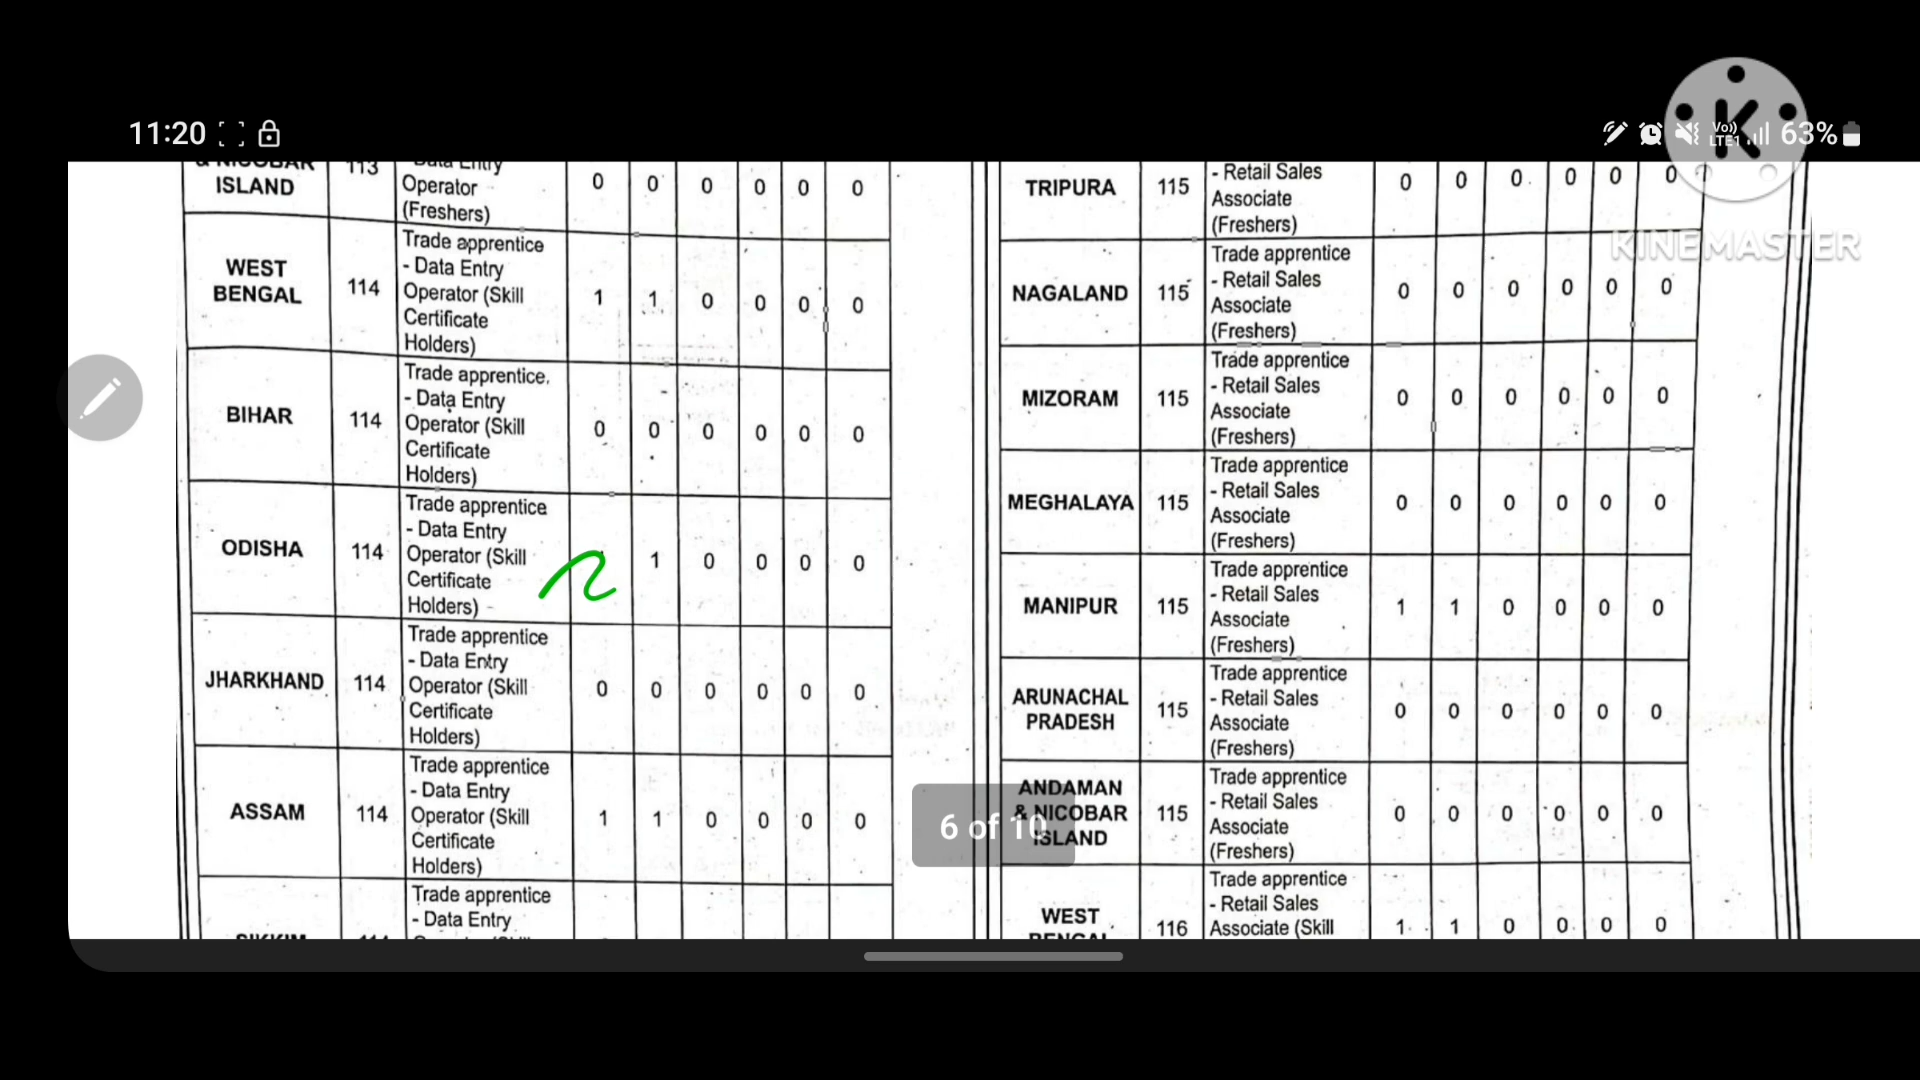 11:20
Vo)) LTE1 63%
KINEMASTER
& NICOBAR ISLAND 113 Data Entry Operator (Freshers) 0 0 0 0 0 0
WEST BENGAL 114 Trade apprentice - Data Entry Operator (Skill Certificate Holders) 1 1 0 0 0 0
BIHAR 114 Trade apprentice - Data Entry Operator (Skill Certificate Holders) 0 0 0 0 0 0
ODISHA 114 Trade apprentice - Data Entry Operator (Skill Certificate Holders) 1 0 0 0 0
JHARKHAND 114 Trade apprentice - Data Entry Operator (Skill Certificate Holders) 0 0 0 0 0 0
ASSAM 114 Trade apprentice - Data Entry Operator (Skill Certificate Holders) 1 1 0 0 0 0
SIKKIM 114 Trade apprentice - Data Entry
TRIPURA 115 - Retail Sales Associate (Freshers) 0 0 0 0 0 0
NAGALAND 115 Trade apprentice - Retail Sales Associate (Freshers) 0 0 0 0 0 0
MIZORAM 115 Trade apprentice - Retail Sales Associate (Freshers) 0 0 0 0 0 0
MEGHALAYA 115 Trade apprentice - Retail Sales Associate (Freshers) 0 0 0 0 0 0
MANIPUR 115 Trade apprentice - Retail Sales Associate (Freshers) 1 1 0 0 0 0
ARUNACHAL PRADESH 115 Trade apprentice - Retail Sales Associate (Freshers) 0 0 0 0 0 0
ANDAMAN & NICOBAR ISLAND 115 Trade apprentice - Retail Sales Associate (Freshers) 0 0 0 0 0 0
WEST BENGAL 116 Trade apprentice - Retail Sales Associate (Skill 1 1 0 0 0 0
6 of 10